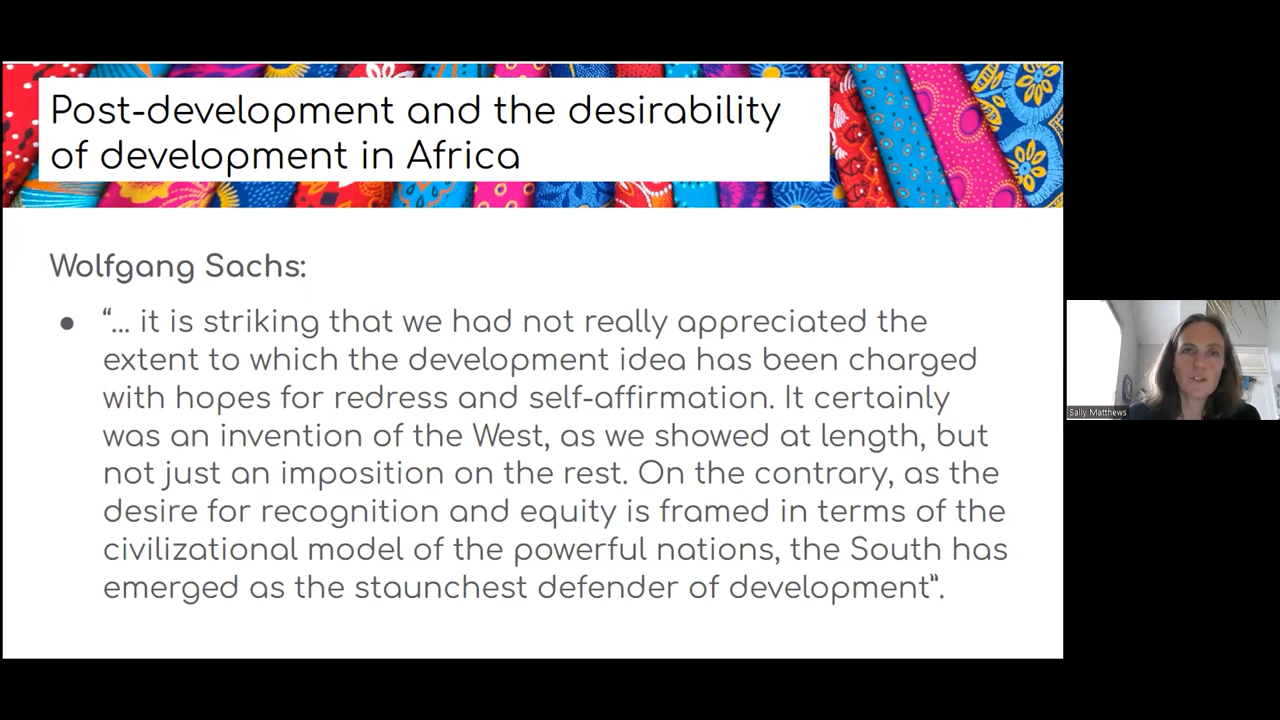 Post-development and the desirability
of development in Africa
Wolfgang Sachs:
● “... it is striking that we had not really appreciated the
extent to which the development idea has been charged
with hopes for redress and self-affirmation. It certainly
was an invention of the West, as we showed at length, but
not just an imposition on the rest. On the contrary, as the
desire for recognition and equity is framed in terms of the
civilizational model of the powerful nations, the South has
emerged as the staunchest defender of development”.
Sally Matthews